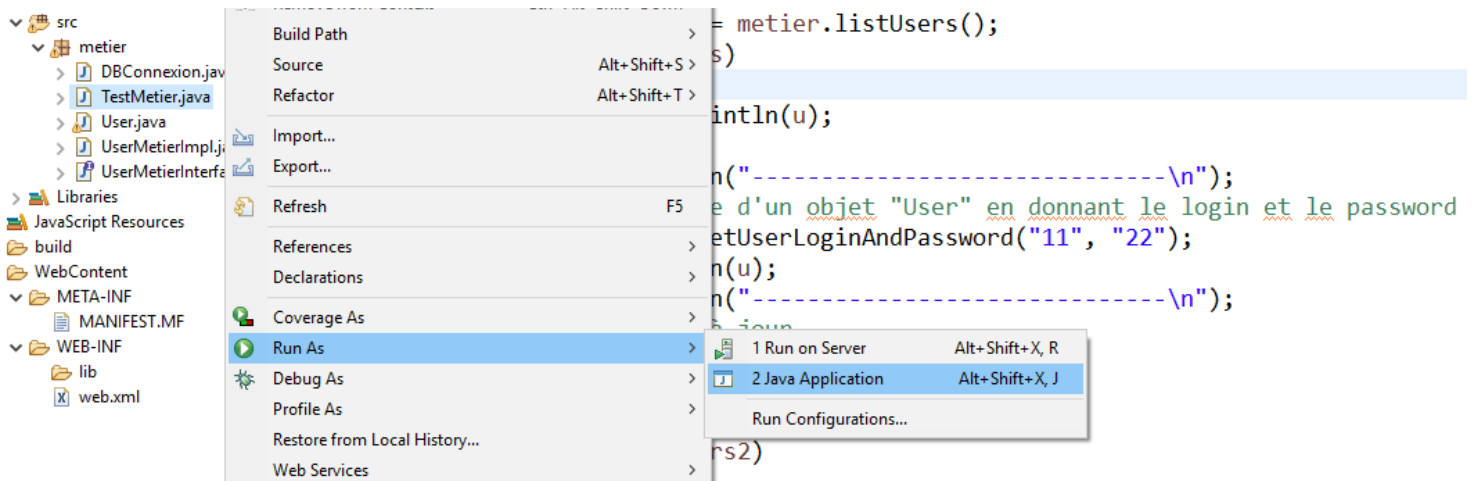 src
metier
DBConnexion.jav
TestMetier.java
User.java
UserMetierImpl.ja
UserMetierInterfa
Libraries
JavaScript Resources
build
WebContent
META-INF
MANIFEST.MF
WEB-INF
lib
web.xml
Build Path >
Source Alt+Shift+S >
Refactor Alt+Shift+T >
Import...
Export...
Refresh F5
References >
Declarations >
Coverage As >
Run As >
Debug As >
Profile As >
Restore from Local History...
Web Services >
1 Run on Server Alt+Shift+X, R
2 Java Application Alt+Shift+X, J
Run Configurations...
= metier.listUsers();
s)
intln(u);
n("------------------------------\n");
e d'un objet "User" en donnant le login et le password
etUserLoginAndPassword("11", "22");
n(u);
n("------------------------------\n");
rs2)